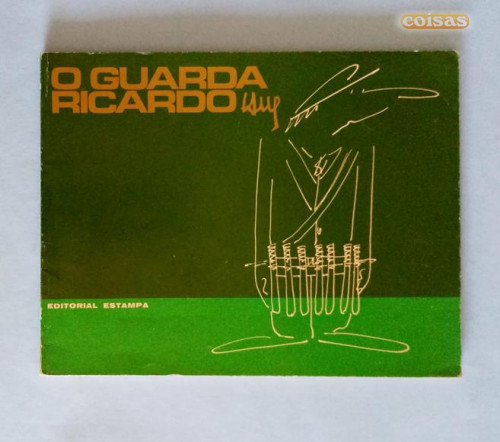 coisas
O GUARDA
RICARDO
EDITORIAL ESTAMPA